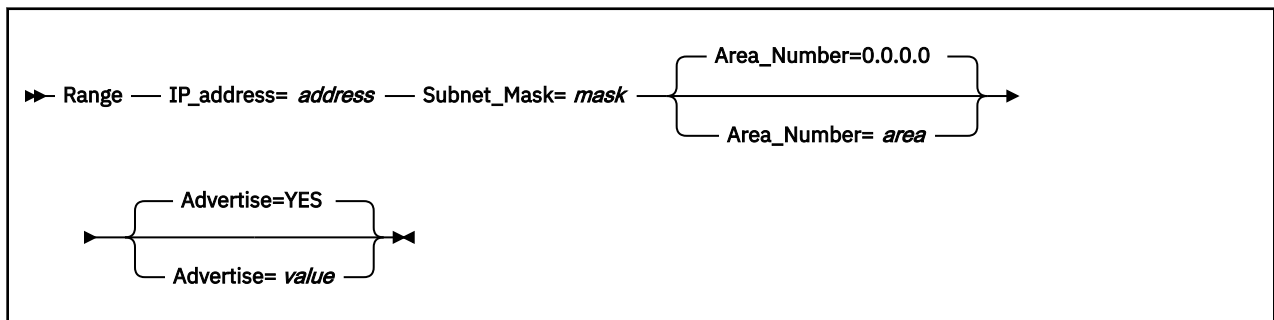 Area_Number=0.0.0.0
Range IP_address= address Subnet_Mask= mask
Area_Number= area
Advertise=YES
Advertise= value